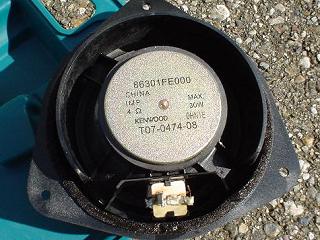 86301FE000
CHINA
IMP. MAX.
4 Ω 30W
KENWOOD
T07-0474-08